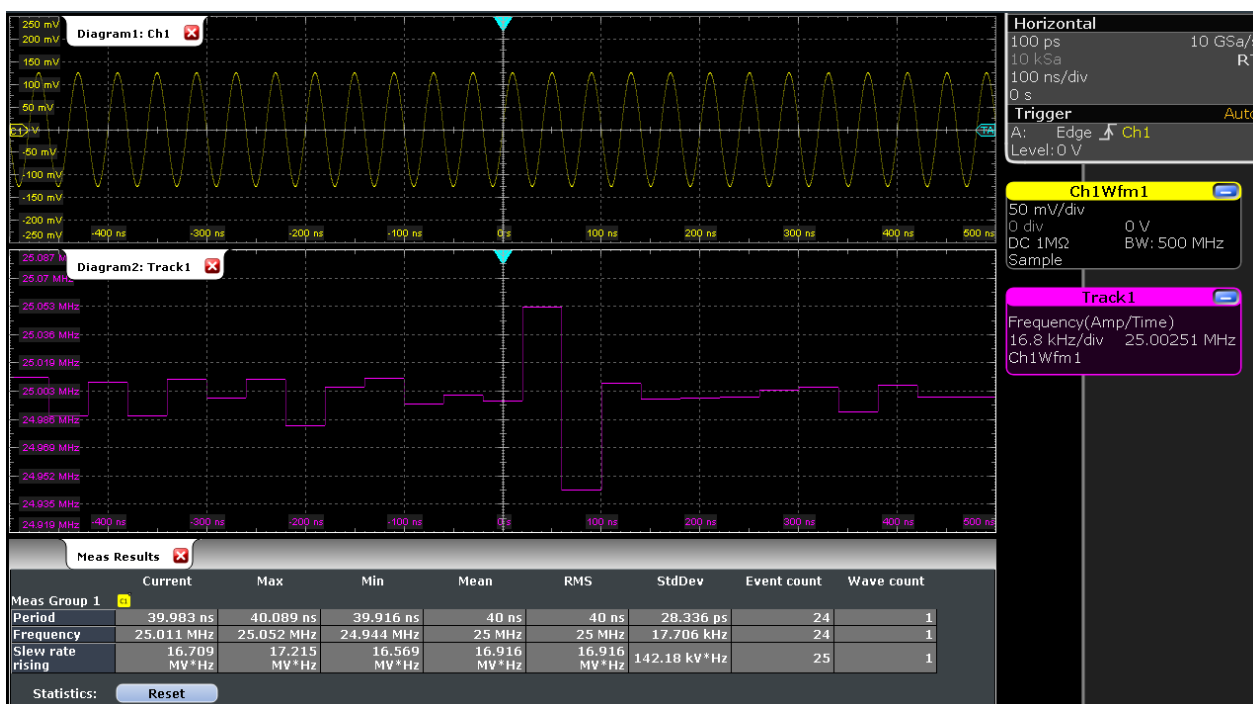 250 mV
200 mV
150 mV
100 mV
50 mV
C1 V
-50 mV
-100 mV
-150 mV
-200 mV
-250 mV
Diagram1: Ch1
TA
-400 ns -300 ns -200 ns -100 ns 0 s 100 ns 200 ns 300 ns 400 ns 500 ns
25.087 M
25.07 MHz
25.053 MHz
25.036 MHz
25.019 MHz
25.003 MHz
24.986 MHz
24.969 MHz
24.952 MHz
24.935 MHz
24.919 MHz
Diagram2: Track1
-400 ns -300 ns -200 ns -100 ns 0 s 100 ns 200 ns 300 ns 400 ns 500 ns
Horizontal
100 ps 10 GSa/s
10 kSa RT
100 ns/div
0 s
Trigger Auto
A: Edge Ch1
Level: 0 V
Ch1Wfm1
50 mV/div
0 div 0 V
DC 1MΩ BW: 500 MHz
Sample
Track1
Frequency(Amp/Time)
16.8 kHz/div 25.00251 MHz
Ch1Wfm1
Meas Results
Current Max Min Mean RMS StdDev Event count Wave count
Meas Group 1 C1
Period 39.983 ns 40.089 ns 39.916 ns 40 ns 40 ns 28.336 ps 24 1
Frequency 25.011 MHz 25.052 MHz 24.944 MHz 25 MHz 25 MHz 17.706 kHz 24 1
Slew rate rising 16.709 MV*Hz 17.215 MV*Hz 16.569 MV*Hz 16.916 MV*Hz 16.916 MV*Hz 142.18 kV*Hz 25 1
Statistics: Reset